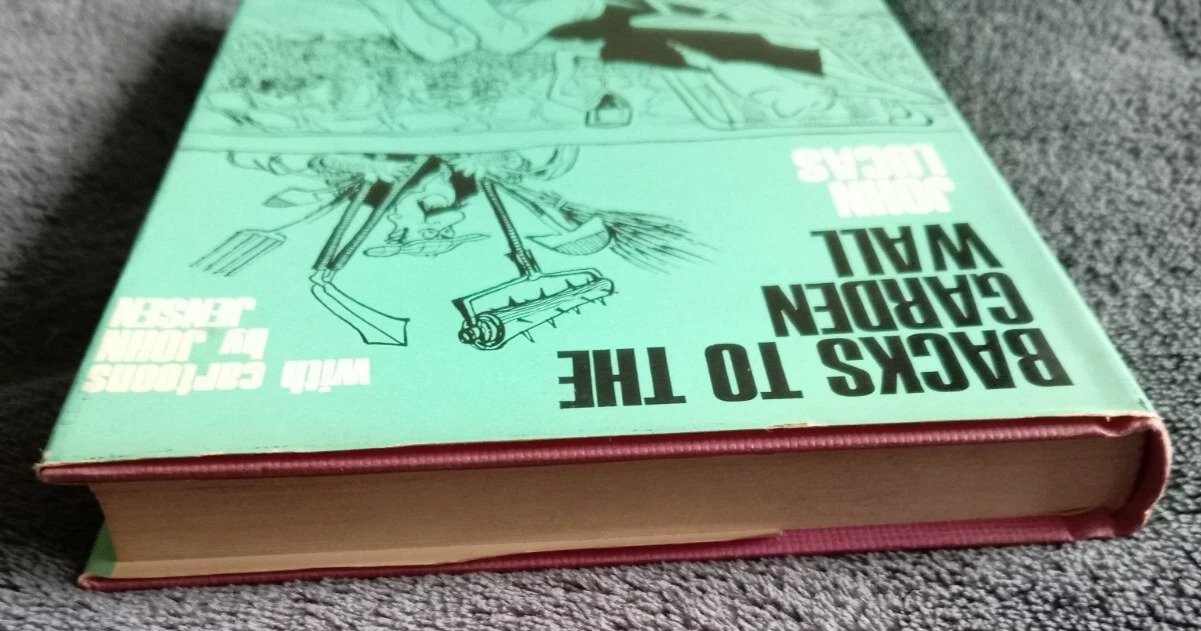 BACKS TO THE
GARDEN
WALL
JOHN
LUCAS
with cartoons
by JOHN
JENSEN